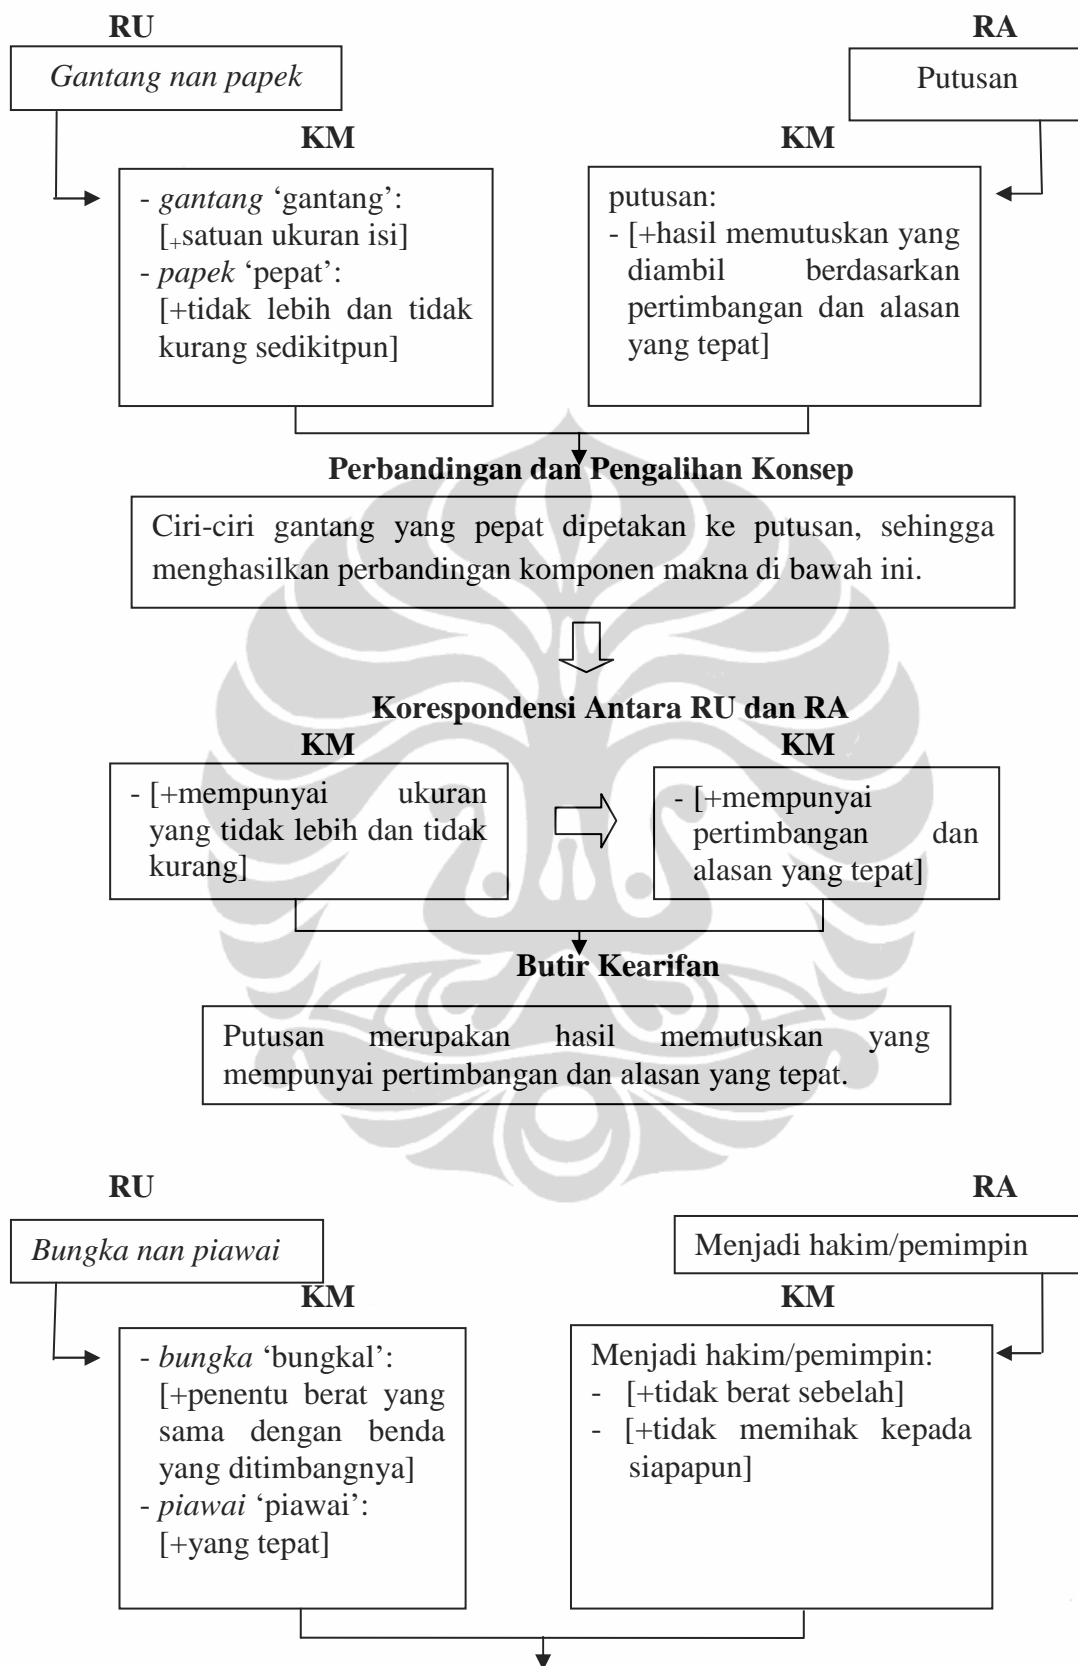 RU
RA
Gantang nan papek
Putusan
KM
KM
- gantang ‘gantang’:
[+satuan ukuran isi]
- papek ‘pepat’:
[+tidak lebih dan tidak
kurang sedikitpun]
putusan:
- [+hasil memutuskan yang
diambil berdasarkan
pertimbangan dan alasan
yang tepat]
Perbandingan dan Pengalihan Konsep
Ciri-ciri gantang yang pepat dipetakan ke putusan, sehingga
menghasilkan perbandingan komponen makna di bawah ini.
Korespondensi Antara RU dan RA
KM
KM
- [+mempunyai ukuran
yang tidak lebih dan tidak
kurang]
- [+mempunyai
pertimbangan dan
alasan yang tepat]
Butir Kearifan
Putusan merupakan hasil memutuskan yang
mempunyai pertimbangan dan alasan yang tepat.
RU
RA
Bungka nan piawai
Menjadi hakim/pemimpin
KM
KM
- bungka ‘bungkal’:
[+penentu berat yang
sama dengan benda
yang ditimbangnya]
- piawai ‘piawai’:
[+yang tepat]
Menjadi hakim/pemimpin:
- [+tidak berat sebelah]
- [+tidak memihak kepada
siapapun]